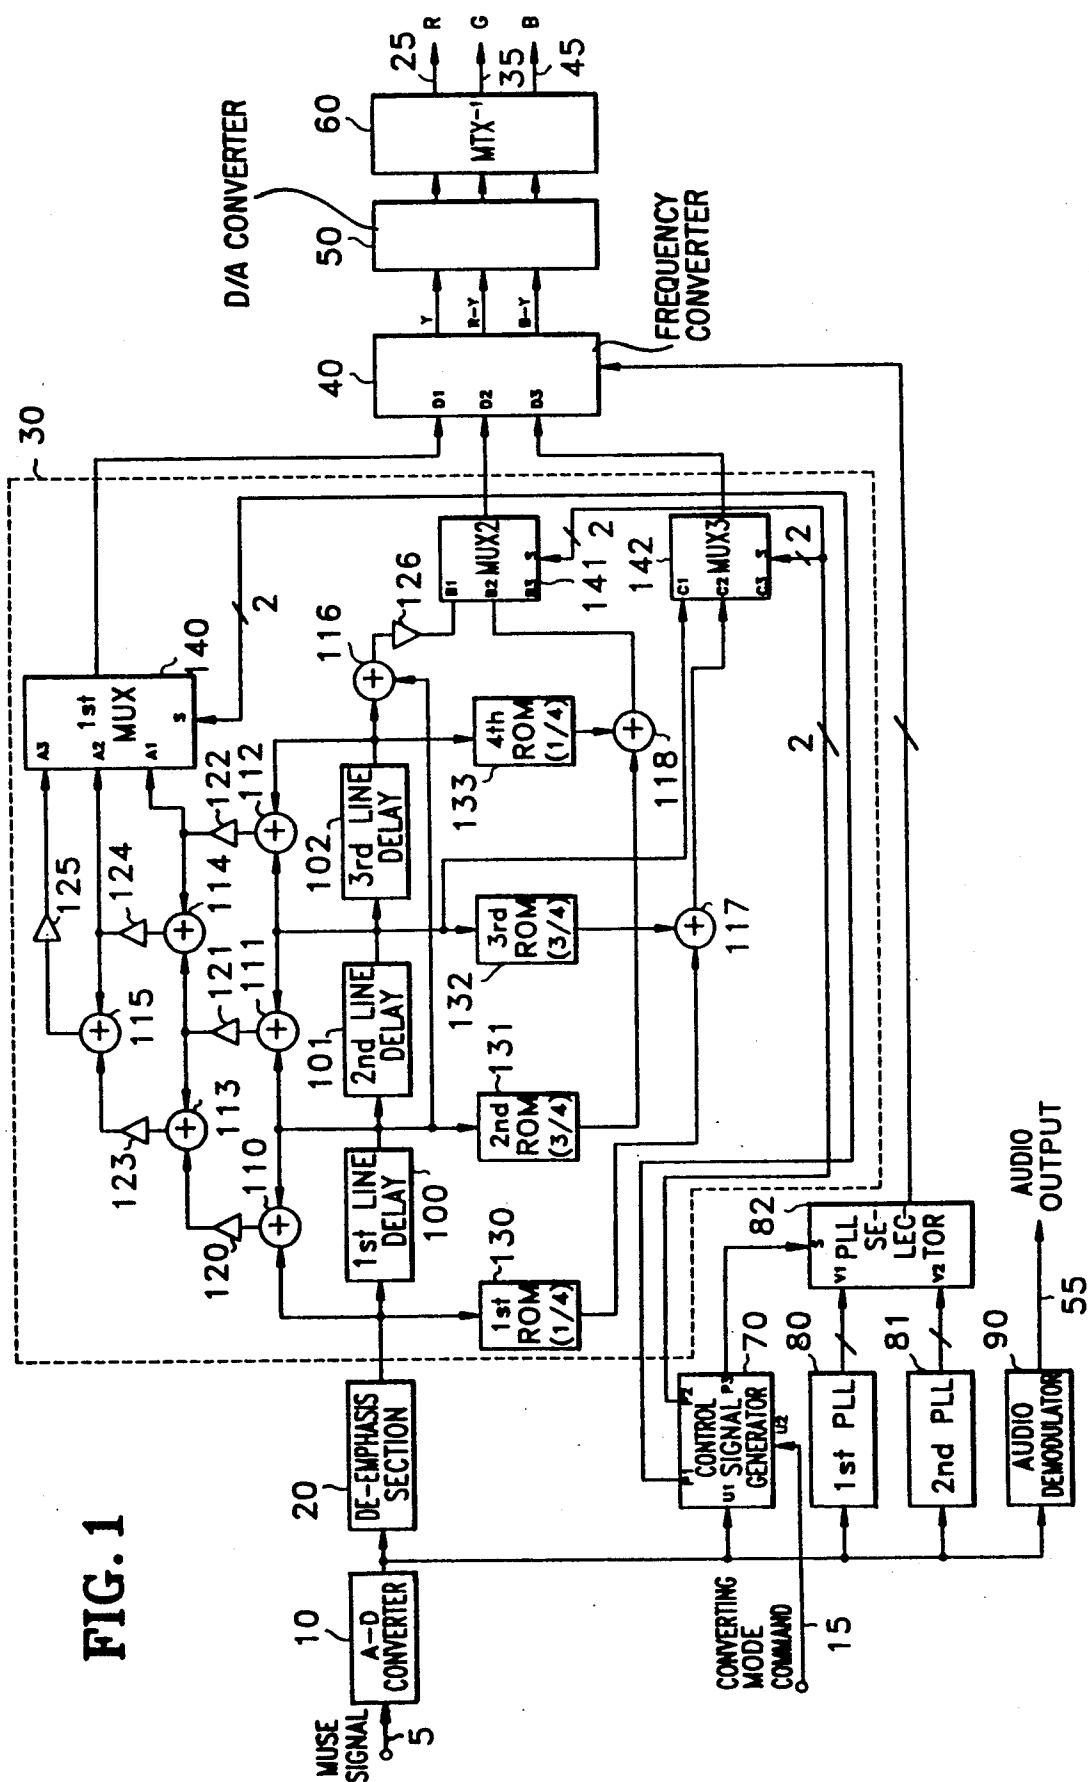 FIG. 1
MUSE
SIGNAL
5
10
A-D
CONVERTER
20
DE-EMPHASIS
SECTION
30
1st LINE
DELAY
100
2nd LINE
DELAY
101
3rd LINE
DELAY
102
110
111
112
113
114
115
116
117
118
120
121
122
123
124
125
126
1st
ROM
(1/4)
130
2nd
ROM
(3/4)
131
3rd
ROM
(3/4)
132
4th
ROM
(1/4)
133
1st
MUX
A3
A2
A1
S
140
2
MUX2
B1
B2
B3
S
141
2
MUX3
C1
C2
C3
S
142
2
2
40
D1
D2
D3
Y
R-Y
B-Y
FREQUENCY
CONVERTER
50
D/A CONVERTER
60
MTX-1
25
R
35
G
45
B
CONVERTING
MODE
COMMAND
15
CONTROL
SIGNAL
GENERATOR
P1
P2
P3
U1
U2
70
1st PLL
80
2nd PLL
81
PLL
SE-
LEC-
TOR
S
V1
V2
82
AUDIO
DEMODULATOR
90
55
AUDIO
OUTPUT